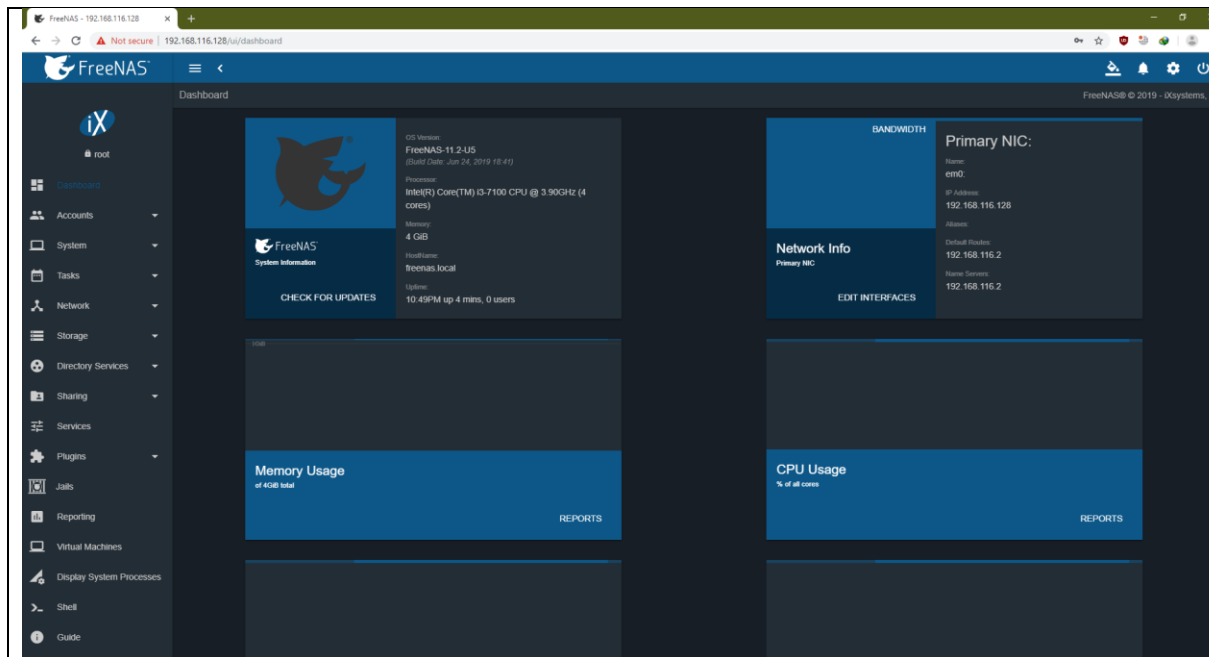 FreeNAS - 192.168.116.128
Not secure
192.168.116.128/ui/dashboard
FreeNAS
Dashboard
FreeNAS® © 2019 - iXsystems,
iX
root
Dashboard
Accounts
System
Tasks
Network
Storage
Directory Services
Sharing
Services
Plugins
Jails
Reporting
Virtual Machines
Display System Processes
Shell
Guide
FreeNAS
System Information
CHECK FOR UPDATES
OS Version:
FreeNAS-11.2-U5
(Build Date: Jun 24, 2019 18:41)
Processor:
Intel(R) Core(TM) i3-7100 CPU @ 3.90GHz (4
cores)
Memory:
4 GiB
HostName:
freenas.local
Uptime:
10:49PM up 4 mins, 0 users
BANDWIDTH
Network Info
Primary NIC
EDIT INTERFACES
Primary NIC:
Name:
em0:
IP Address:
192.168.116.128
Aliases:
Default Routes:
192.168.116.2
Name Servers:
192.168.116.2
Memory Usage
of 4GiB total
REPORTS
CPU Usage
% of all cores
REPORTS